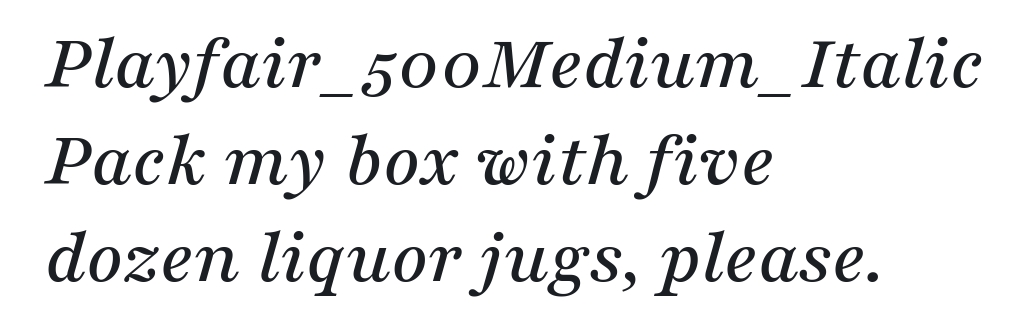 Playfair_500Medium_Italic
Pack my box with five
dozen liquor jugs, please.